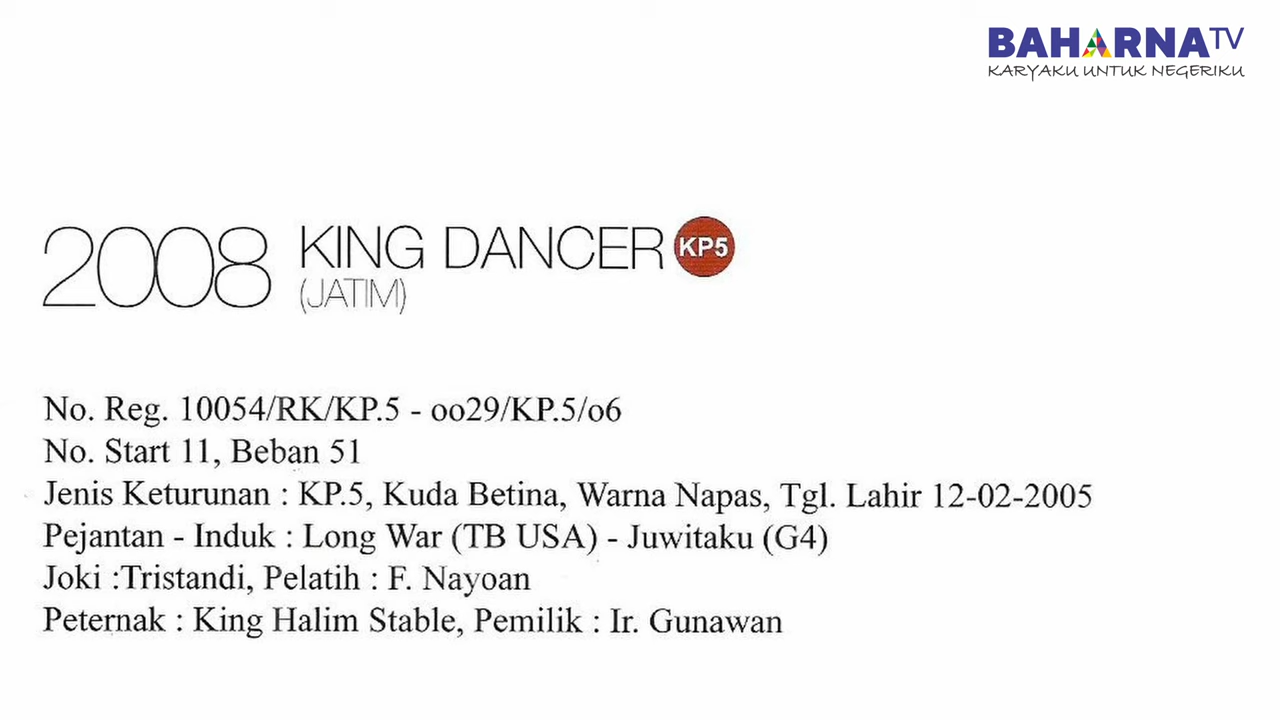 BAHARNATV
KARYAKU UNTUK NEGERIKU
2008 KING DANCER KP5
(JATIM)
No. Reg. 10054/RK/KP.5 - oo29/KP.5/o6
No. Start 11, Beban 51
Jenis Keturunan : KP.5, Kuda Betina, Warna Napas, Tgl. Lahir 12-02-2005
Pejantan - Induk : Long War (TB USA) - Juwitaku (G4)
Joki :Tristandi, Pelatih : F. Nayoan
Peternak : King Halim Stable, Pemilik : Ir. Gunawan